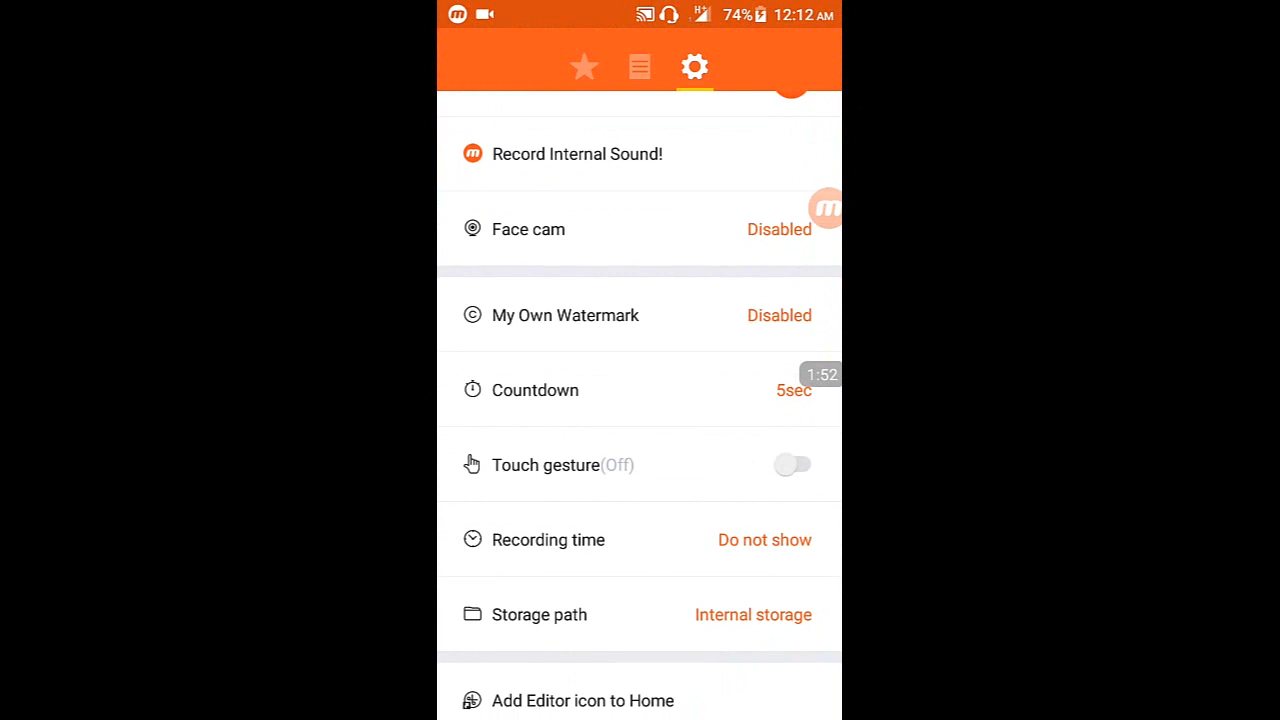 m 74% 12:12 AM
Record Internal Sound!
Face cam Disabled
m
My Own Watermark Disabled
1:52
Countdown 5sec
Touch gesture(Off)
Recording time Do not show
Storage path Internal storage
Add Editor icon to Home